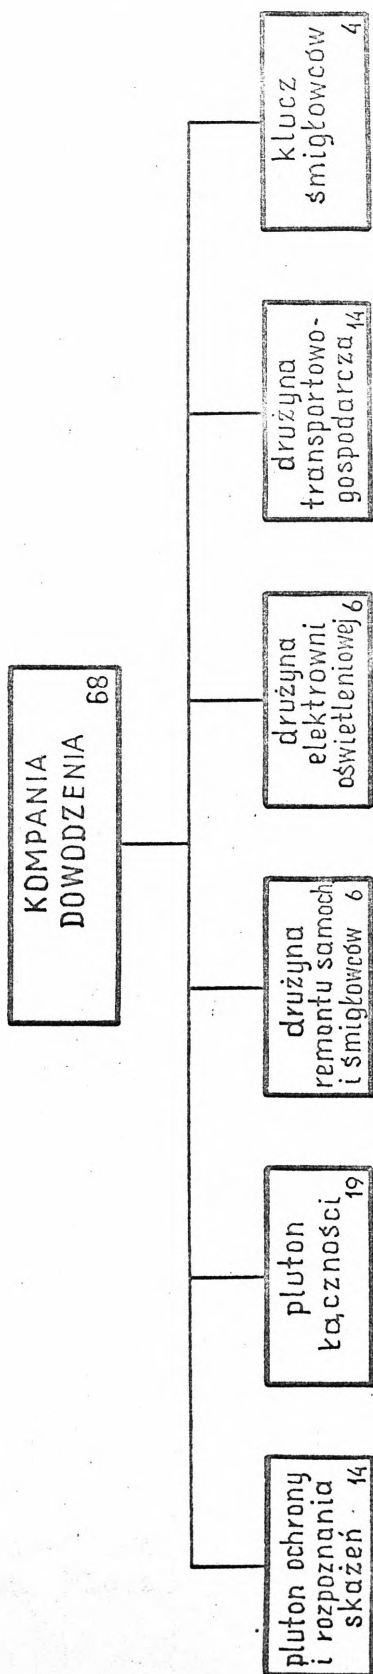 KOMPANIA
DOWODZENIA
68
pluton ochrony
i rozpoznania
skażeń 14
pluton
łączności
19
drużyna
remontu samoch
i śmigłowców 6
drużyna
elektrowni
oświetleniowej 6
drużyna
transportowo-
gospodarcza 14
klucz
śmigłowców
4